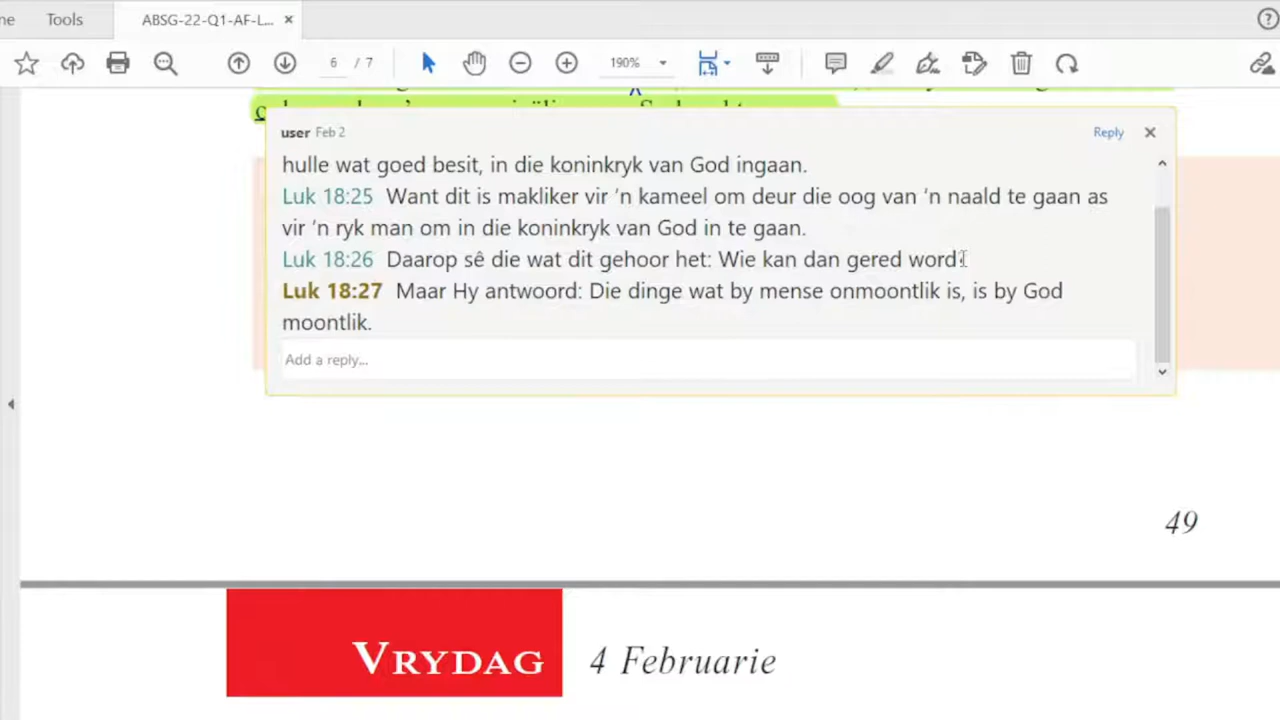 ne Tools ABSG-22-Q1-AF-L... ×
6 / 7 190%
user Feb 2 Reply
hulle wat goed besit, in die koninkryk van God ingaan.
Luk 18:25 Want dit is makliker vir ‘n kameel om deur die oog van ‘n naald te gaan as
vir ‘n ryk man om in die koninkryk van God in te gaan.
Luk 18:26 Daarop sê die wat dit gehoor het: Wie kan dan gered word?
Luk 18:27 Maar Hy antwoord: Die dinge wat by mense onmoontlik is, is by God
moontlik.
Add a reply...
49
VRYDAG 4 Februarie